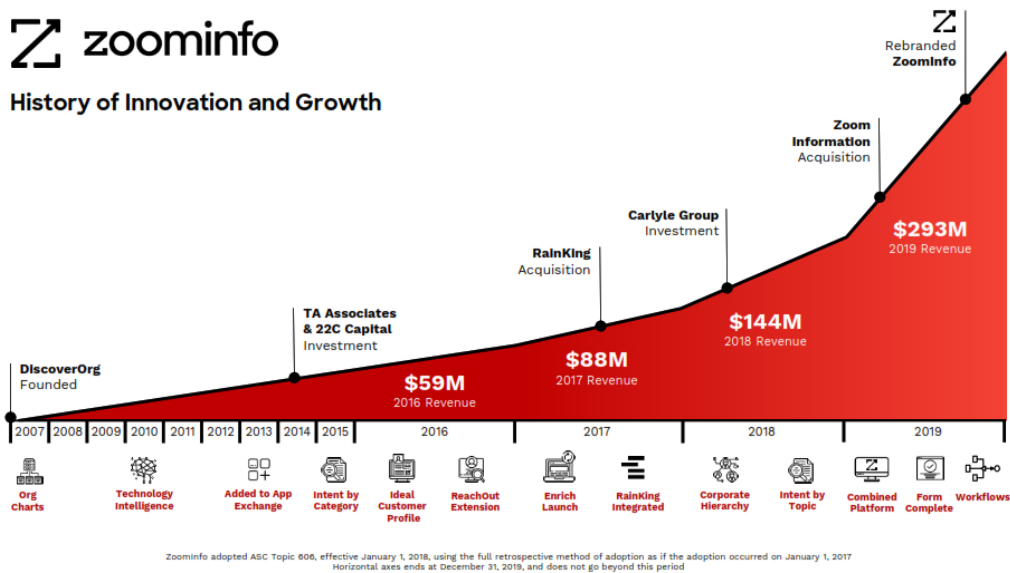 zoominfo
History of Innovation and Growth
Rebranded
ZoomInfo
Zoom
Information
Acquisition
Carlyle Group
Investment
RainKing
Acquisition
TA Associates
& 22C Capital
Investment
DiscoverOrg
Founded
$293M
2019 Revenue
$144M
2018 Revenue
$88M
2017 Revenue
$59M
2016 Revenue
2007 2008 2009 2010 2011 2012 2013 2014 2015 2016 2017 2018 2019
Org
Charts
Technology
Intelligence
Added to App
Exchange
Intent by
Category
Ideal
Customer
Profile
ReachOut
Extension
Enrich
Launch
RainKing
Integrated
Corporate
Hierarchy
Intent by
Topic
Combined
Platform
Form
Complete
Workflows
ZoomInfo adopted ASC Topic 606, effective January 1, 2018, using the full retrospective method of adoption as if the adoption occurred on January 1, 2017
Horizontal axes ends at December 31, 2019, and does not go beyond this period